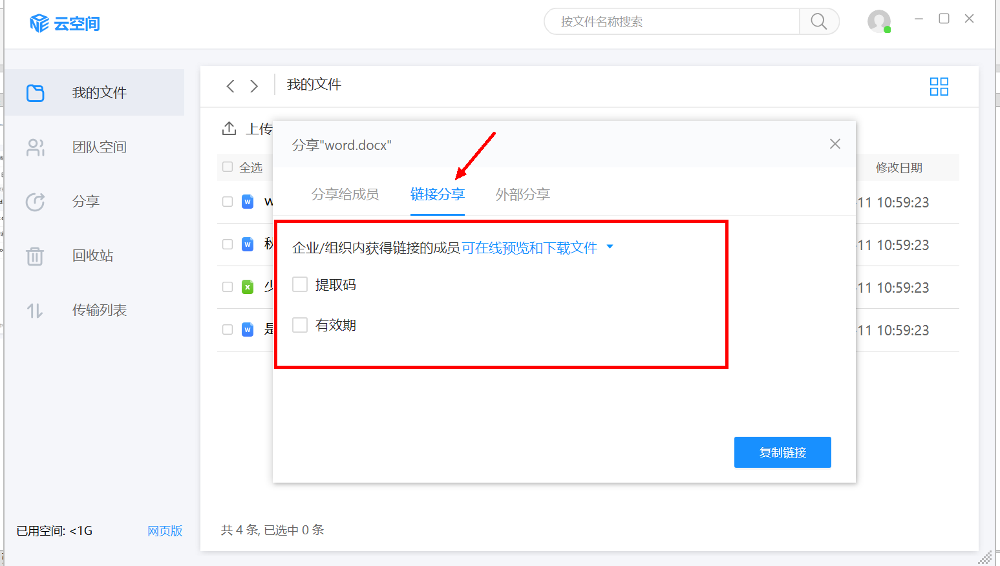 云空间
按文件名称搜索
我的文件
团队空间
分享
回收站
传输列表
已用空间: <1G
网页版
我的文件
上传
全选
修改日期
分享"word.docx"
分享给成员
链接分享
外部分享
企业/组织内获得链接的成员可在线预览和下载文件
提取码
有效期
复制链接
w
11 10:59:23
秋
11 10:59:23
少
11 10:59:23
是
11 10:59:23
共 4 条, 已选中 0 条